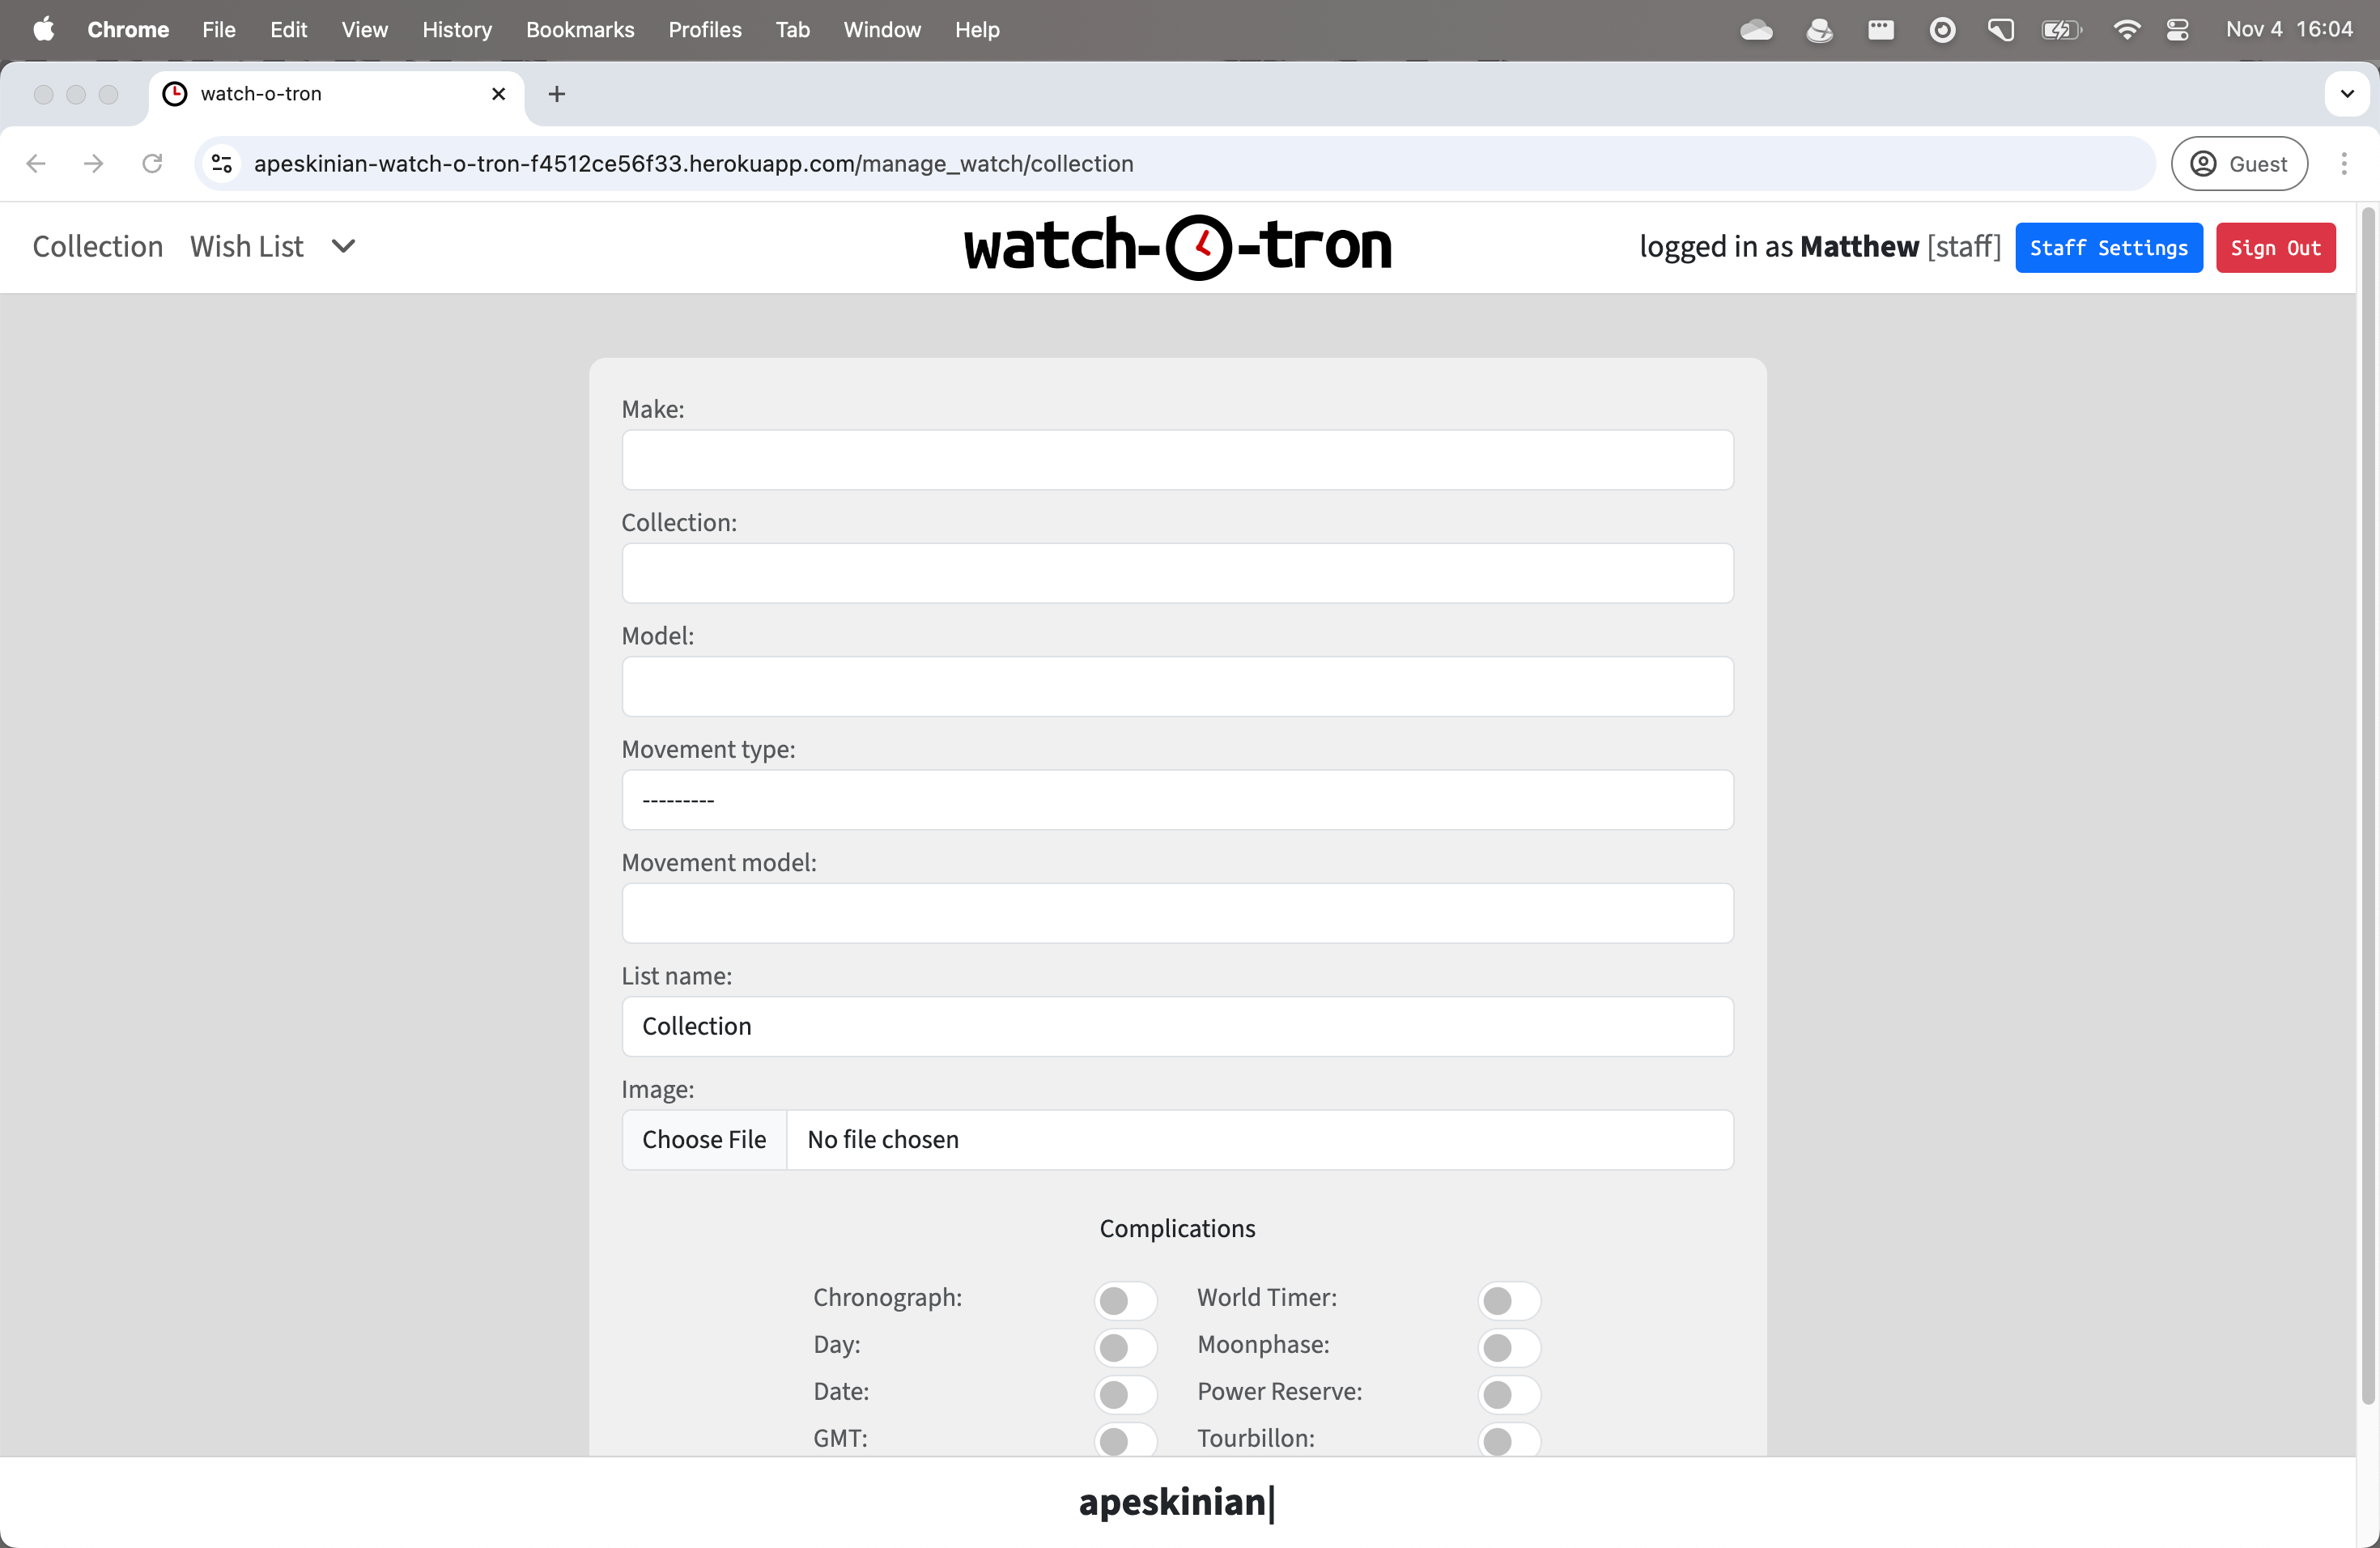 Chrome File Edit View History Bookmarks Profiles Tab Window Help Nov 4 16:04
watch-o-tron
apeskinian-watch-o-tron-f4512ce56f33.herokuapp.com/manage_watch/collection Guest
Collection Wish List watch-o-tron logged in as Matthew [staff] Staff Settings Sign Out
Make:
Collection:
Model:
Movement type:
---------
Movement model:
List name:
Collection
Image:
Choose File No file chosen
Complications
Chronograph: World Timer:
Day: Moonphase:
Date: Power Reserve:
GMT: Tourbillon:
apeskinian|